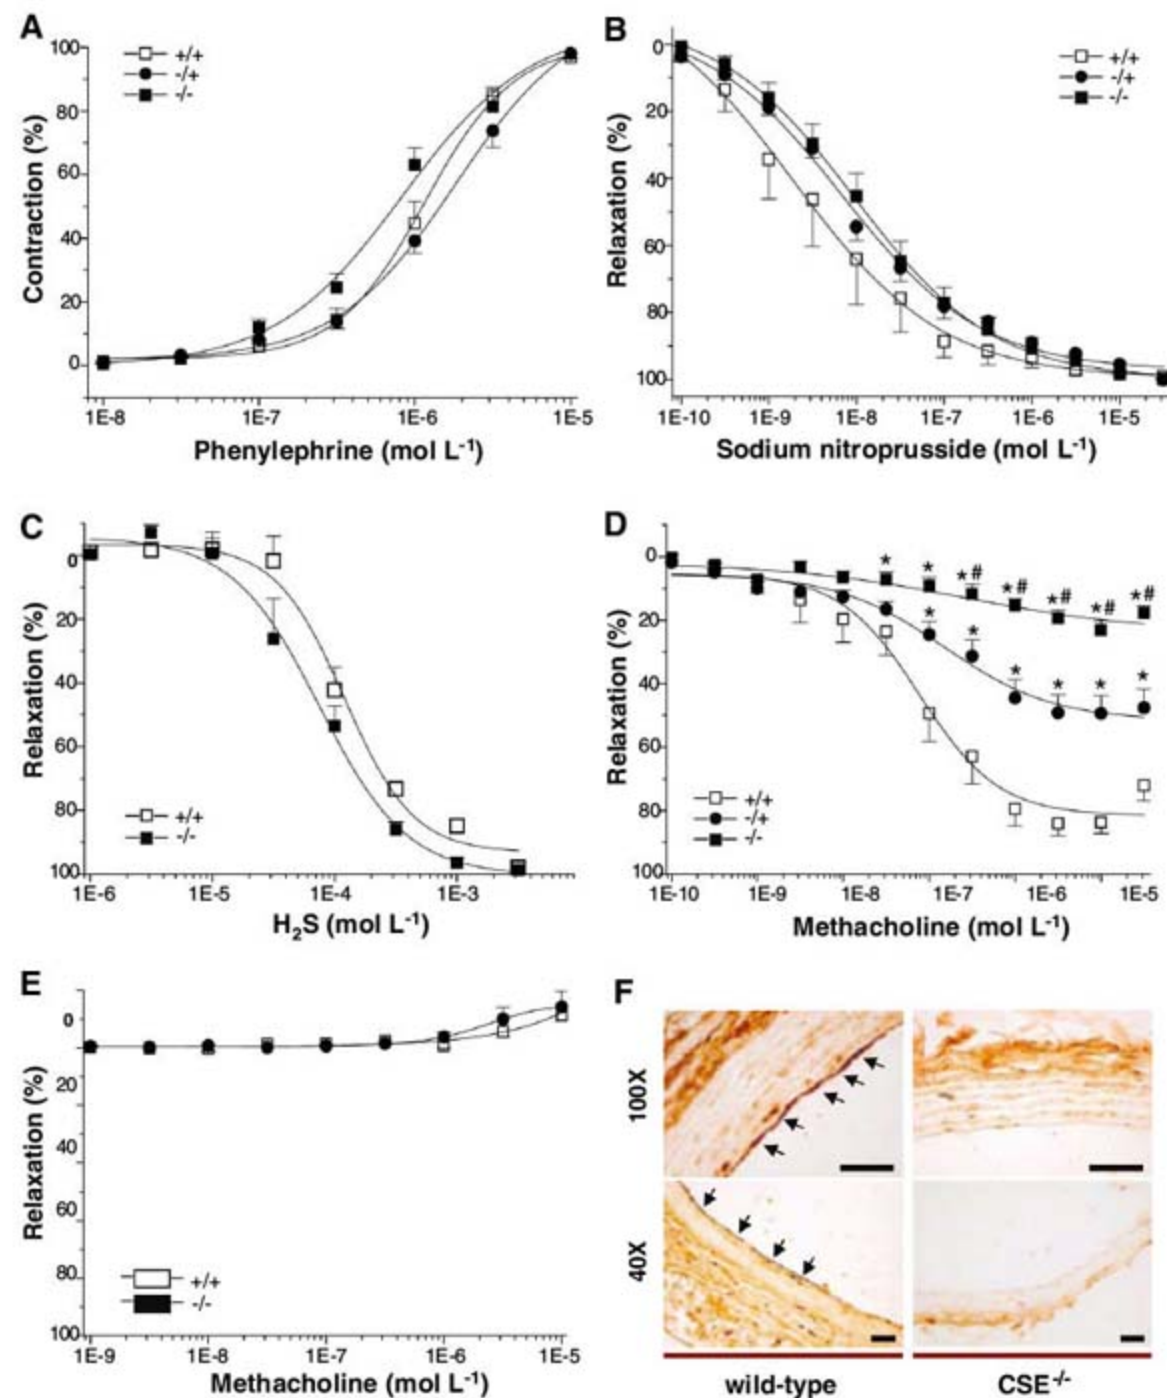 A
+/+
-/+
-/-
100
80
60
40
20
0
Contraction (%)
1E-8 1E-7 1E-6 1E-5
Phenylephrine (mol L⁻¹)
B
+/+
-/+
-/-
0
20
40
60
80
100
Relaxation (%)
1E-10 1E-9 1E-8 1E-7 1E-6 1E-5
Sodium nitroprusside (mol L⁻¹)
C
0
20
40
60
80
100
Relaxation (%)
+/+
-/-
1E-6 1E-5 1E-4 1E-3
H₂S (mol L⁻¹)
D
0
20
40
60
80
100
Relaxation (%)
* * *# *# *# *# *#
* * * * * *
+/+
-/+
-/-
1E-10 1E-9 1E-8 1E-7 1E-6 1E-5
Methacholine (mol L⁻¹)
E
0
20
40
60
80
100
Relaxation (%)
+/+
-/-
1E-9 1E-8 1E-7 1E-6 1E-5
Methacholine (mol L⁻¹)
F
100X
40X
wild-type CSE⁻/⁻